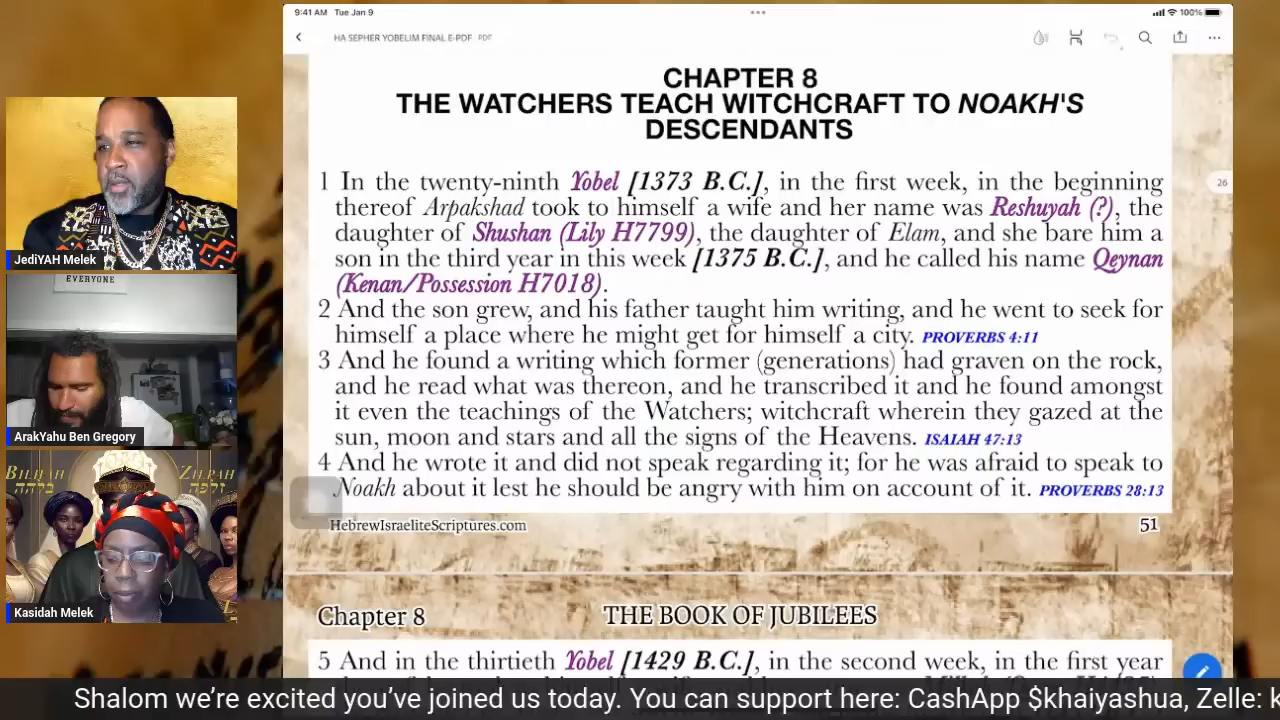 9:41 AM Tue Jan 9
100%
HA SEPHER YOBELIM FINAL E-PDF PDF
CHAPTER 8
THE WATCHERS TEACH WITCHCRAFT TO NOAKH'S
DESCENDANTS
26
1 In the twenty-ninth Yobel [1373 B.C.], in the first week, in the beginning
thereof Arpakshad took to himself a wife and her name was Reshuyah (?), the
daughter of Shushan (Lily H7799), the daughter of Elam, and she bare him a
son in the third year in this week [1375 B.C.], and he called his name Qeynan
(Kenan/Possession H7018).
2 And the son grew, and his father taught him writing, and he went to seek for
himself a place where he might get for himself a city. PROVERBS 4:11
3 And he found a writing which former (generations) had graven on the rock,
and he read what was thereon, and he transcribed it and he found amongst
it even the teachings of the Watchers; witchcraft wherein they gazed at the
sun, moon and stars and all the signs of the Heavens. ISAIAH 47:13
4 And he wrote it and did not speak regarding it; for he was afraid to speak to
Noakh about it lest he should be angry with him on account of it. PROVERBS 28:13
HebrewIsraeliteScriptures.com
51
Chapter 8
THE BOOK OF JUBILEES
5 And in the thirtieth Yobel [1429 B.C.], in the second week, in the first year
JediYAH Melek
EVERYONE
ArakYahu Ben Gregory
BILHAH
בלהה
ZILPAH
זלפה
Kasidah Melek
Shalom we're excited you've joined us today. You can support here: CashApp $khaiyashua, Zelle: k